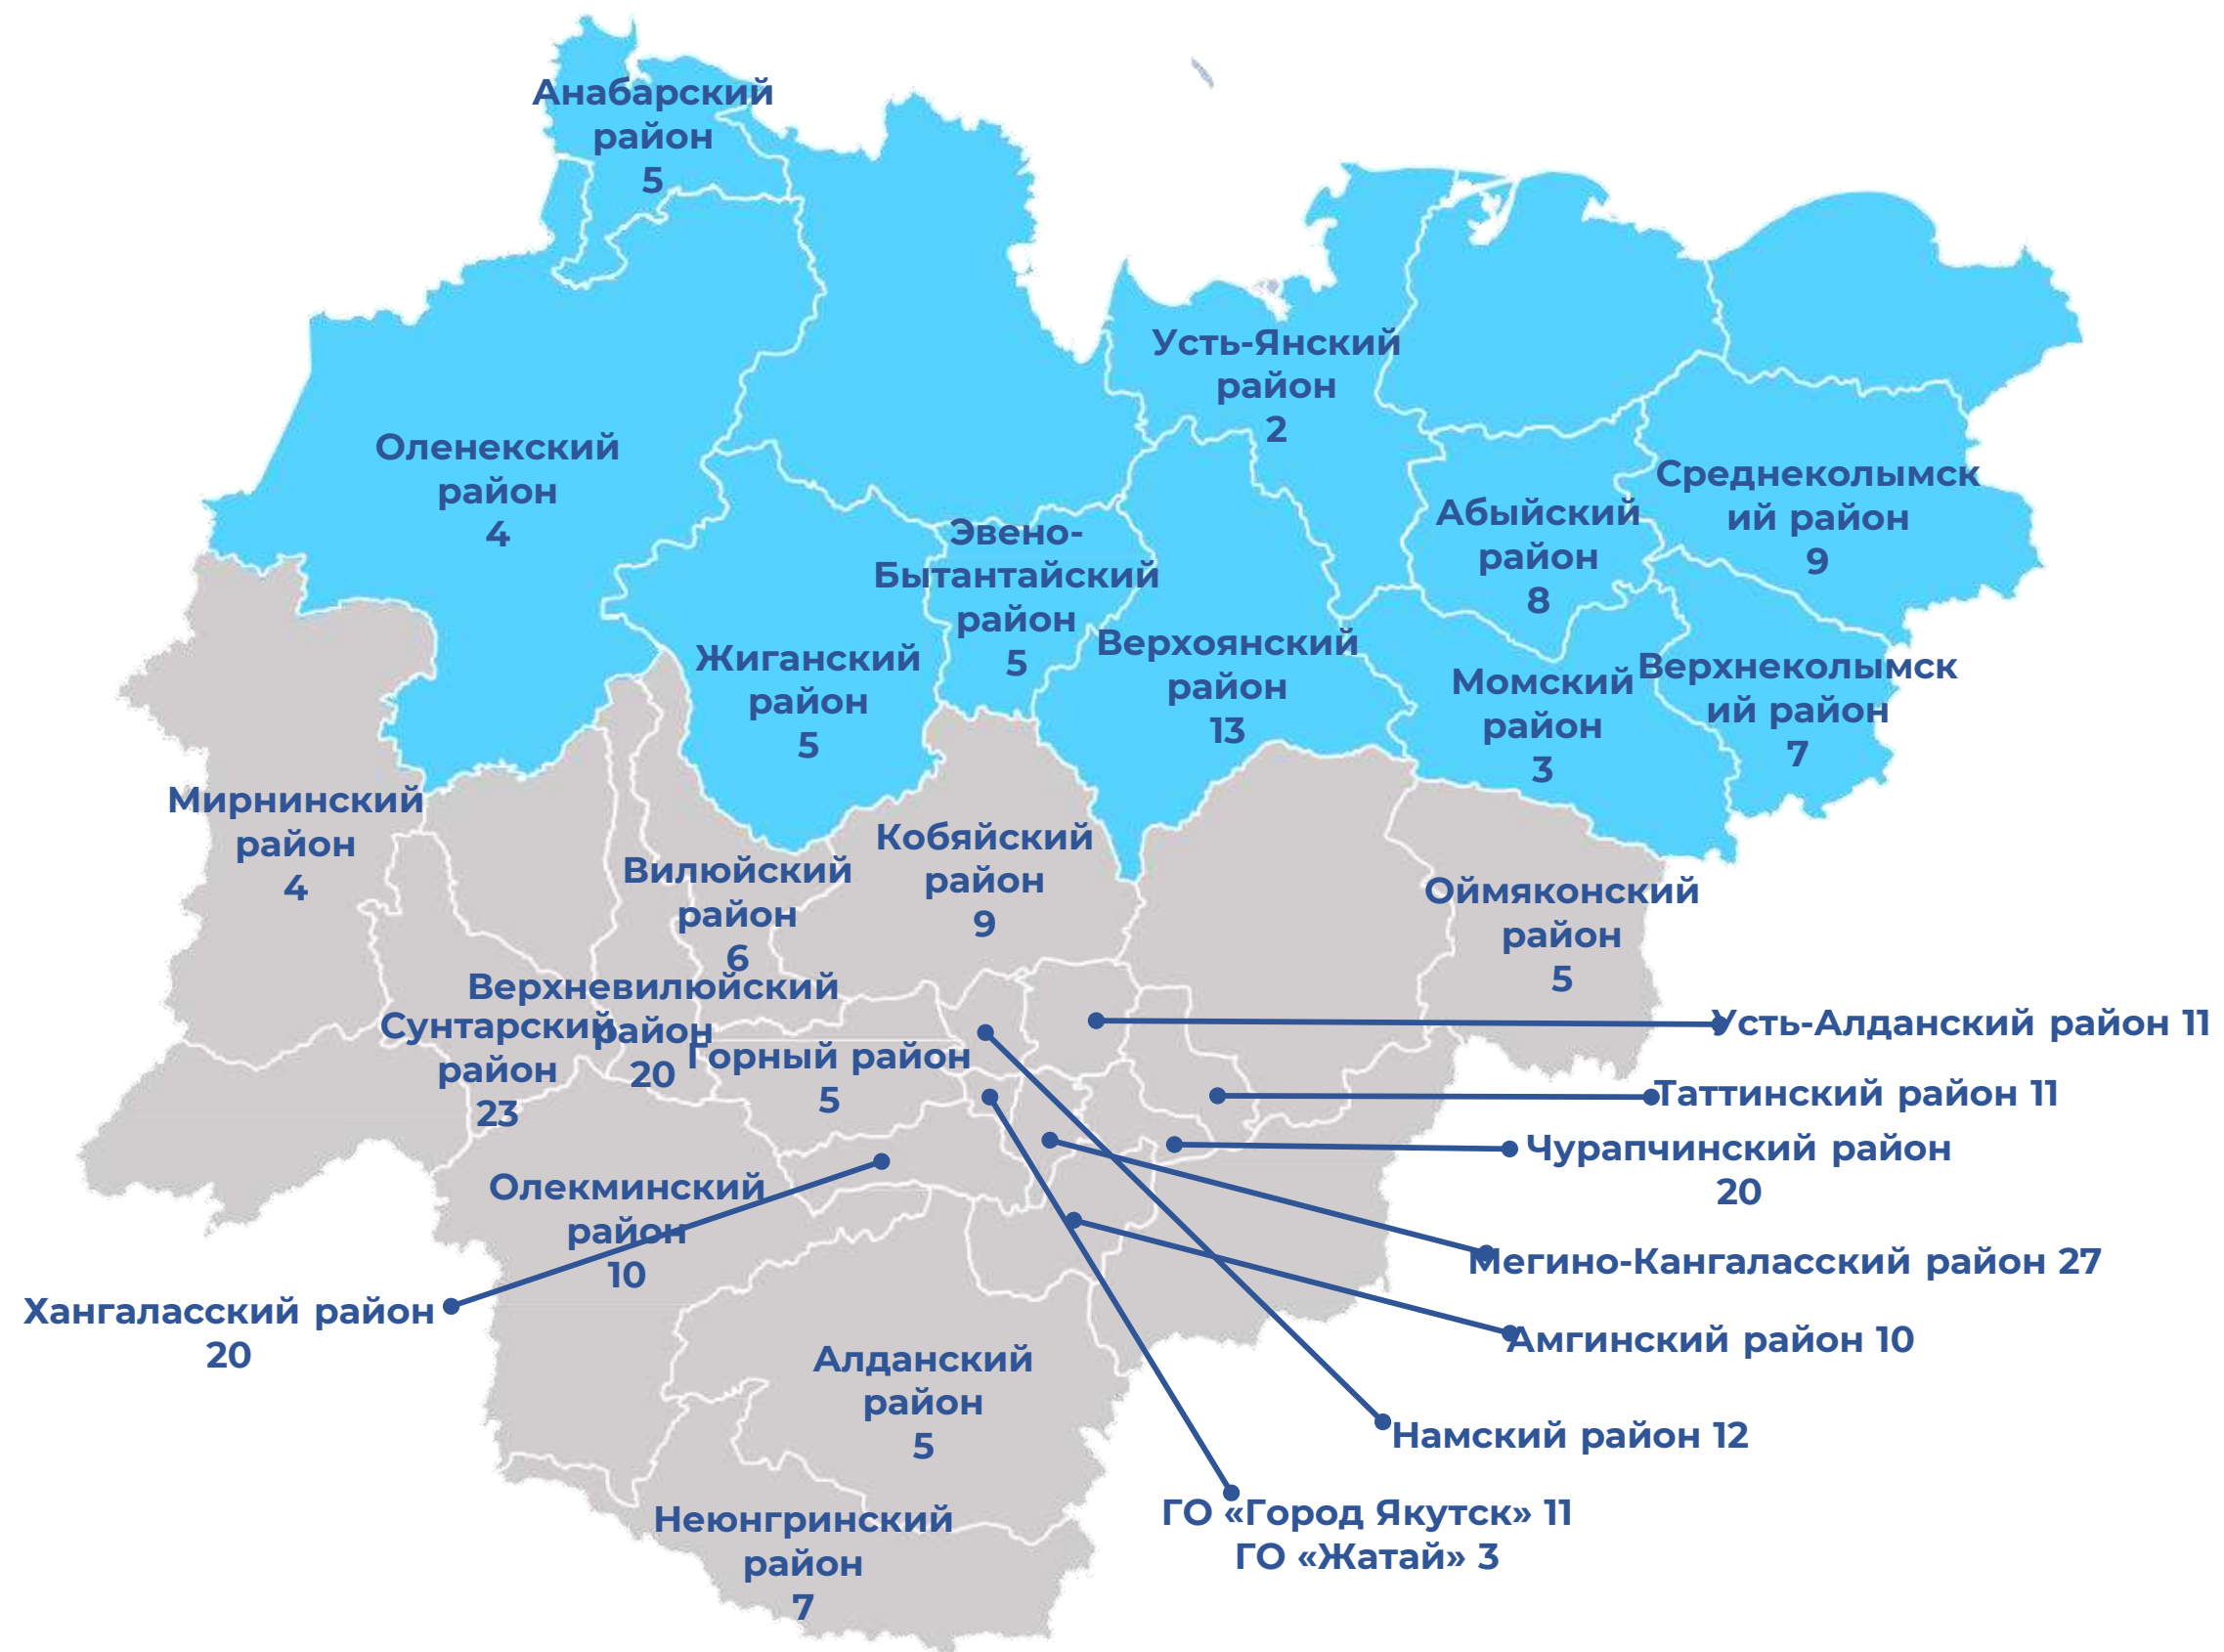 Анабарский
район
5
Усть-Янский
район
2
Оленекский
район
4
Среднеколымск
ий район
9
Абыйский
район
8
Эвено-
Бытантайский
район
5
Верхоянский
район
13
Жиганский
район
5
Момский
район
3
Верхнеколымск
ий район
7
Мирнинский
район
4
Кобяйский
район
9
Вилюйский
район
6
Оймяконский
район
5
Верхневилюйский
район
20
Сунтарский
район
23
Горный район
5
Усть-Алданский район 11
Таттинский район 11
Чурапчинский район
20
Олекминский
район
10
Мегино-Кангаласский район 27
Хангаласский район
20
Амгинский район 10
Алданский
район
5
Намский район 12
Неюнгринский
район
7
ГО «Город Якутск» 11
ГО «Жатай» 3